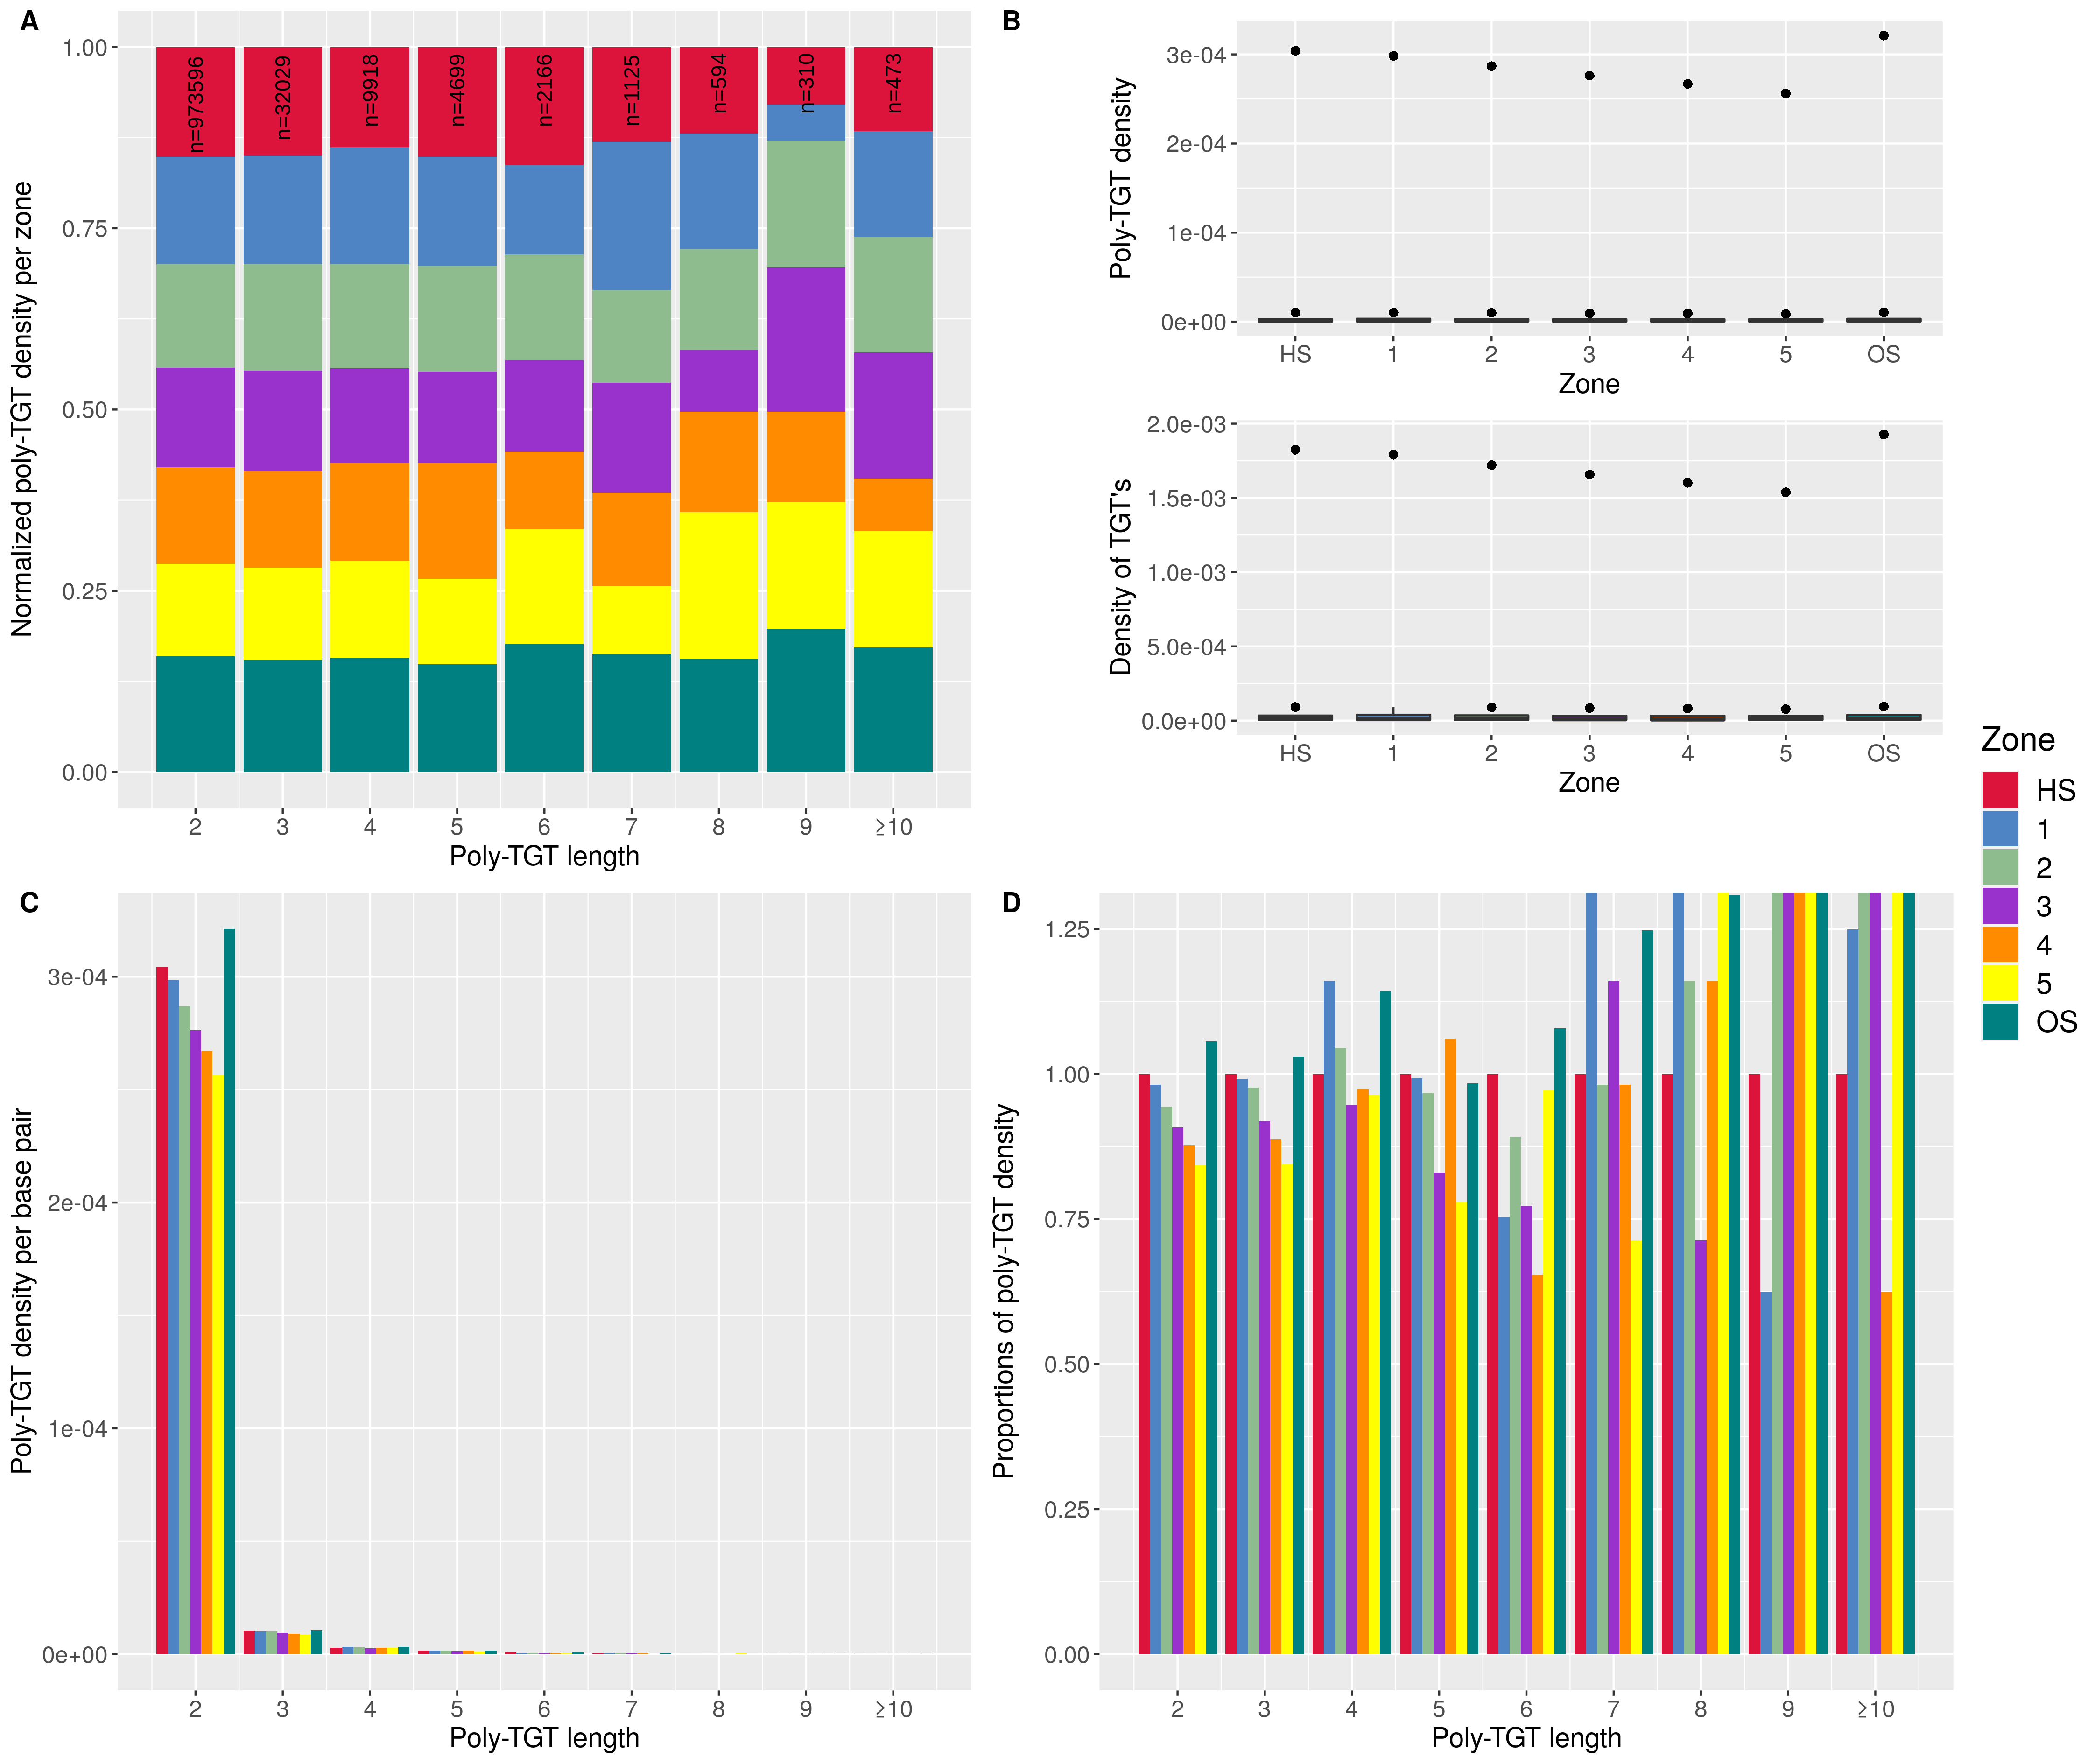 A
Normalized poly-TGT density per zone
1.00
0.75
0.50
0.25
0.00
n=973596
n=32029
n=9918
n=4699
n=2166
n=1125
n=594
n=310
n=473
2 3 4 5 6 7 8 9 ≥10
Poly-TGT length
B
Poly-TGT density
3e-04
2e-04
1e-04
0e+00
HS 1 2 3 4 5 OS
Zone
Density of TGT's
2.0e-03
1.5e-03
1.0e-03
5.0e-04
0.0e+00
HS 1 2 3 4 5 OS
Zone
Zone
HS
1
2
3
4
5
OS
C
Poly-TGT density per base pair
3e-04
2e-04
1e-04
0e+00
2 3 4 5 6 7 8 9 ≥10
Poly-TGT length
D
Proportions of poly-TGT density
1.25
1.00
0.75
0.50
0.25
0.00
2 3 4 5 6 7 8 9 ≥10
Poly-TGT length